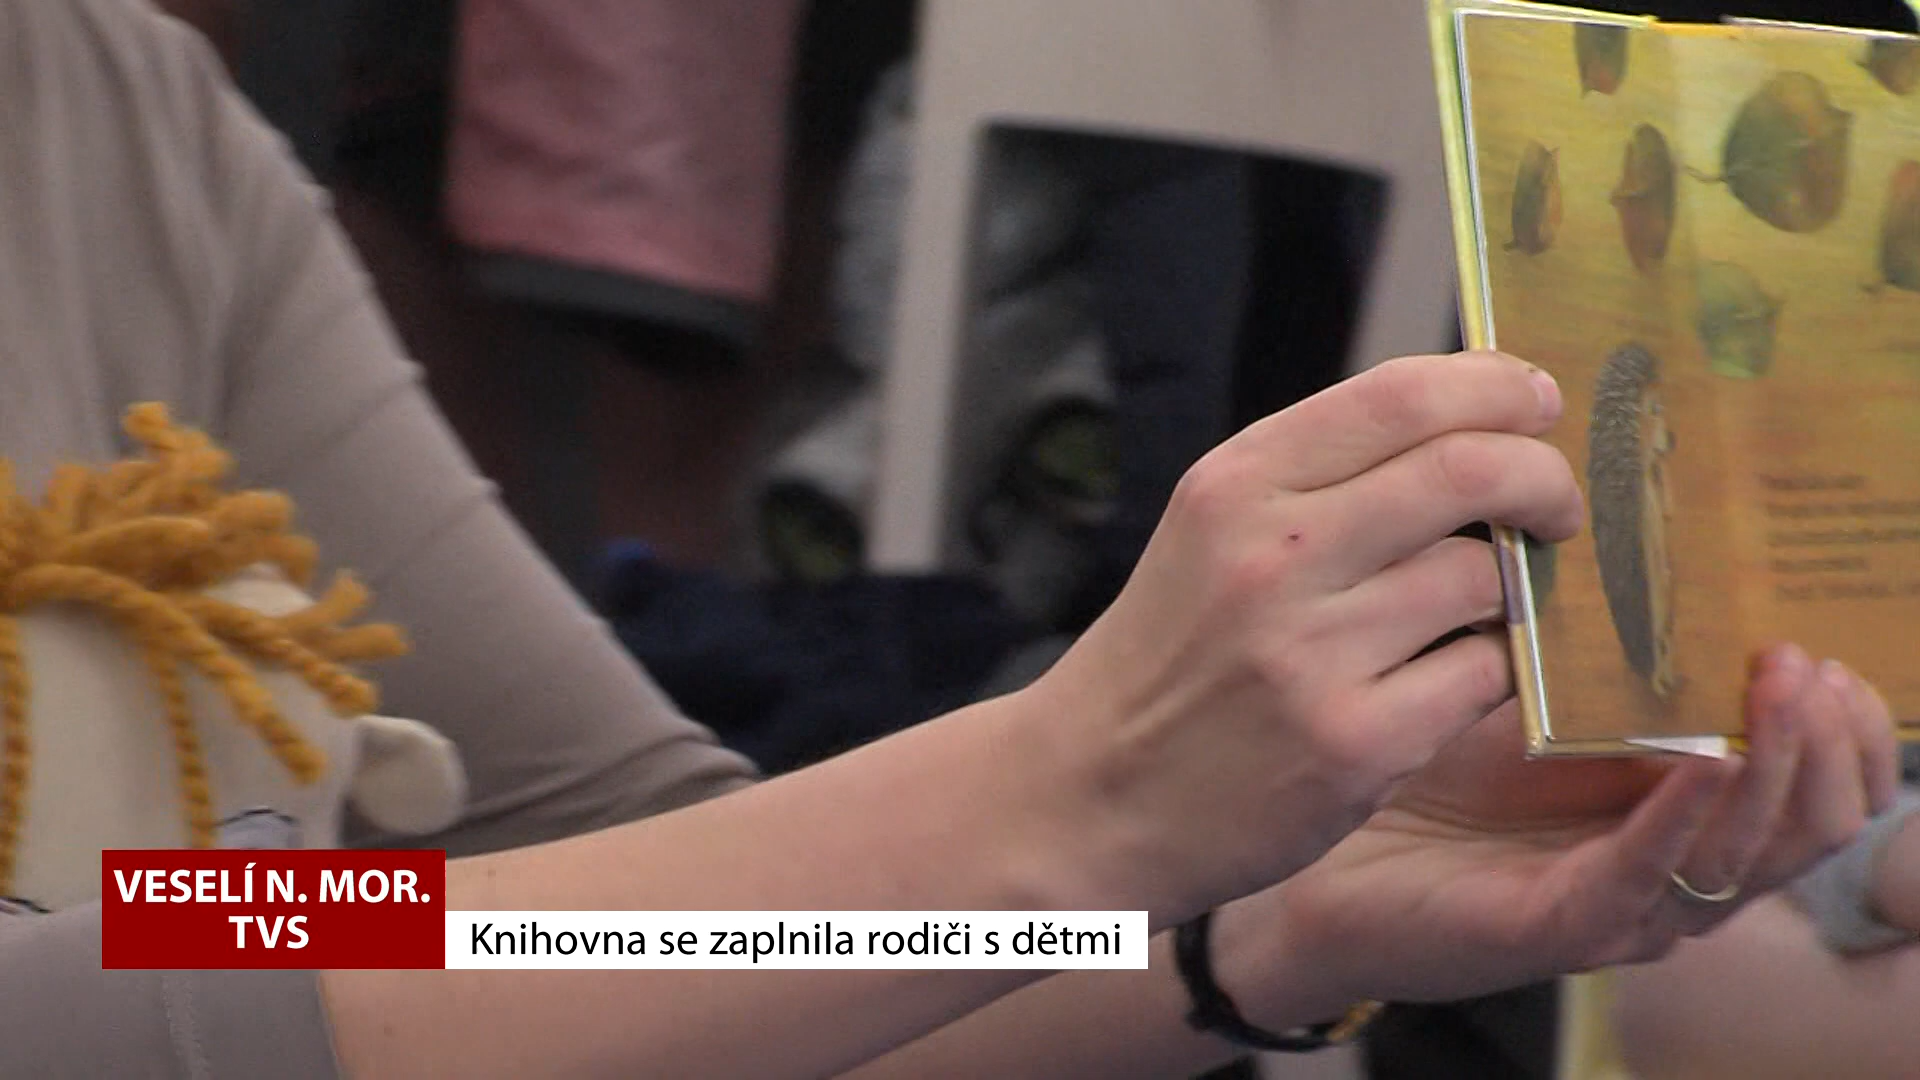 VESELÍ N. MOR.
TVS
Knihovna se zaplnila rodiči s dětmi